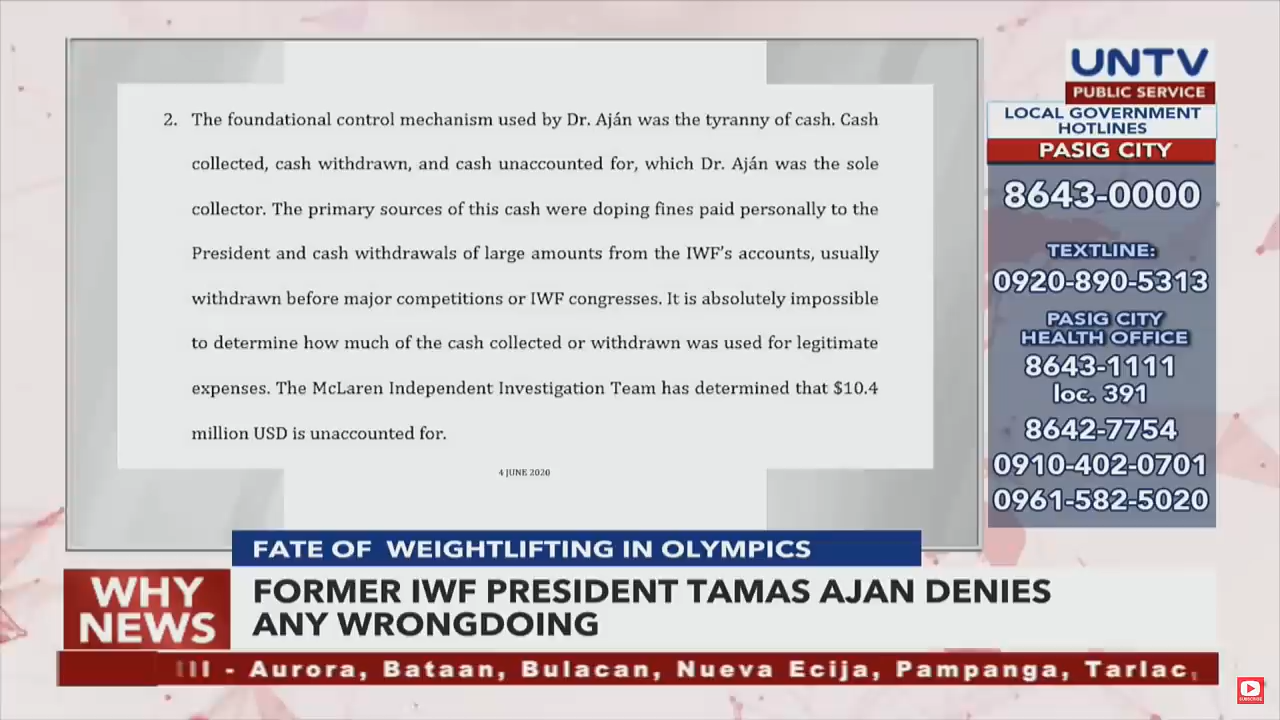 2. The foundational control mechanism used by Dr. Aján was the tyranny of cash. Cash
collected, cash withdrawn, and cash unaccounted for, which Dr. Aján was the sole
collector. The primary sources of this cash were doping fines paid personally to the
President and cash withdrawals of large amounts from the IWF's accounts, usually
withdrawn before major competitions or IWF congresses. It is absolutely impossible
to determine how much of the cash collected or withdrawn was used for legitimate
expenses. The McLaren Independent Investigation Team has determined that $10.4
million USD is unaccounted for.
4 JUNE 2020
UNTV
PUBLIC SERVICE
LOCAL GOVERNMENT
HOTLINES
PASIG CITY
8643-0000
TEXTLINE:
0920-890-5313
PASIG CITY
HEALTH OFFICE
8643-1111
loc. 391
8642-7754
0910-402-0701
0961-582-5020
FATE OF WEIGHTLIFTING IN OLYMPICS
WHY
NEWS
FORMER IWF PRESIDENT TAMAS AJAN DENIES
ANY WRONGDOING
III - Aurora, Bataan, Bulacan, Nueva Ecija, Pampanga, Tarlac,
SUBSCRIBE